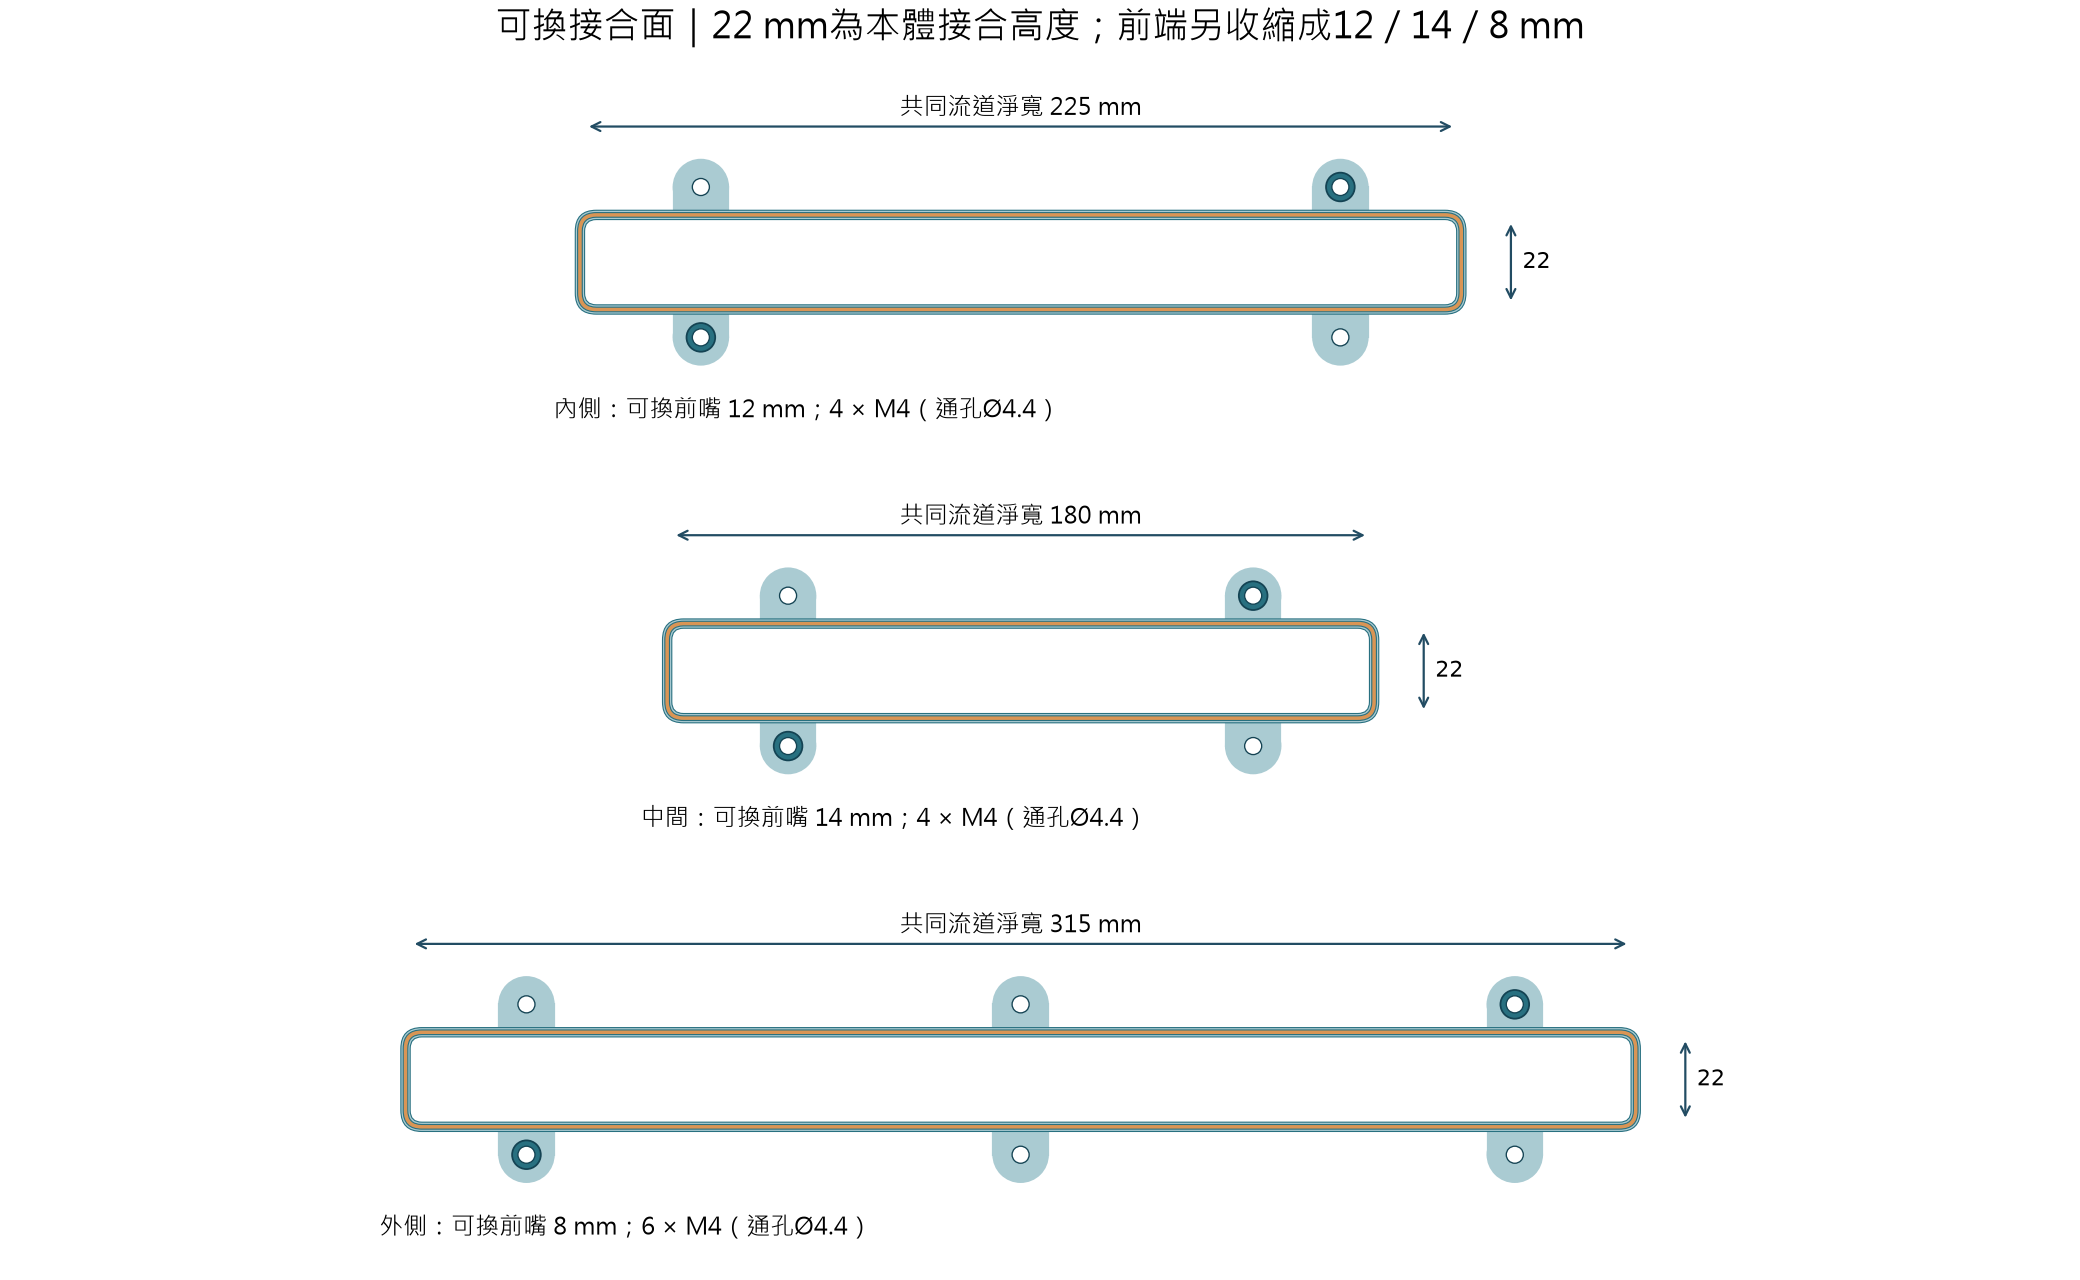 可換接合面｜22 mm為本體接合高度；前端另收縮成12 / 14 / 8 mm
共同流道淨寬 225 mm
22
內側：可換前嘴 12 mm；4 × M4（通孔Ø4.4）
共同流道淨寬 180 mm
22
中間：可換前嘴 14 mm；4 × M4（通孔Ø4.4）
共同流道淨寬 315 mm
22
外側：可換前嘴 8 mm；6 × M4（通孔Ø4.4）